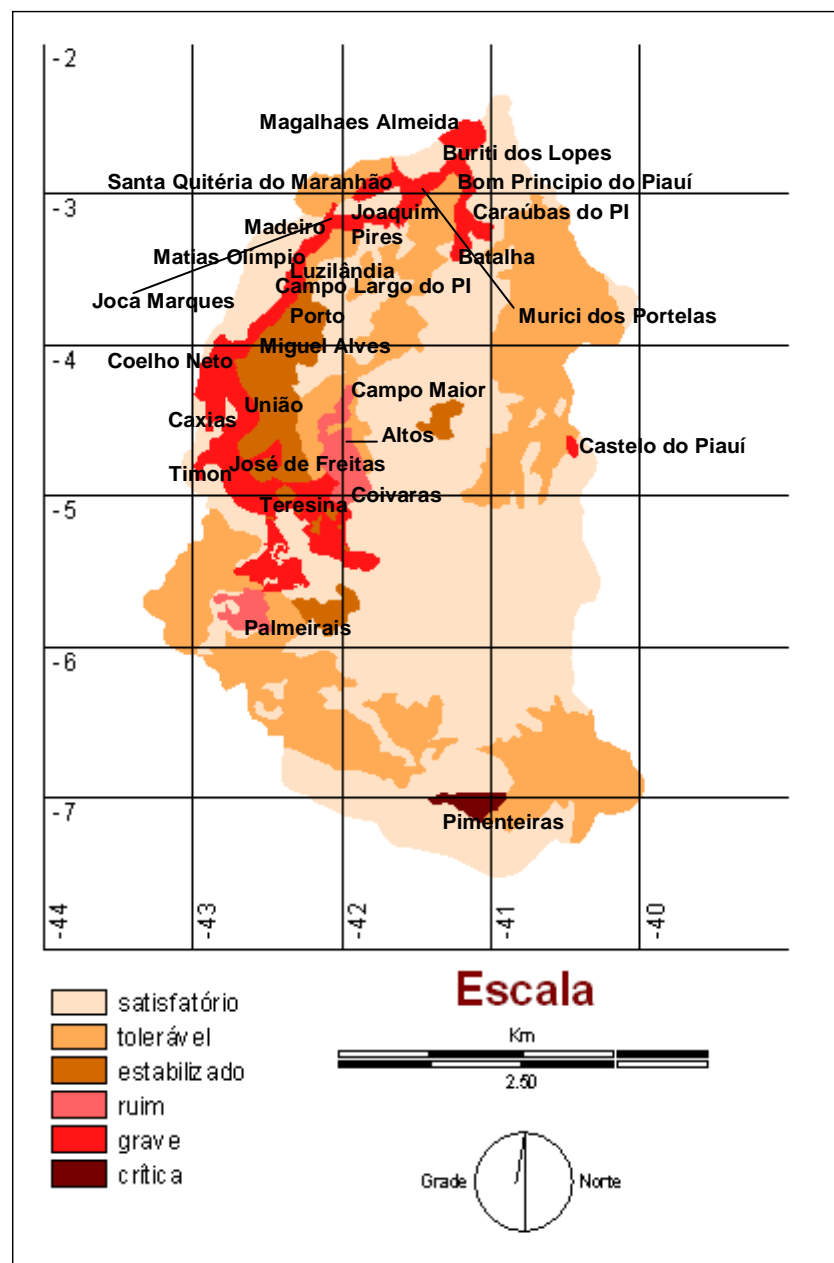 -2
Magalhaes Almeida
Buriti dos Lopes
Santa Quitéria do Maranhão
Bom Principio do Piauí
-3
Joaquim
Pires
Caraúbas do PI
Madeiro
Matias Olimpio
Batalha
Luzilândia
Campo Largo do PI
Joca Marques
Porto
Murici dos Portelas
-4
Miguel Alves
Coelho Neto
Campo Maior
União
Caxias
Altos
Castelo do Piauí
José de Freitas
Timon
Coivaras
-5
Teresina
Palmeirais
-6
-7
Pimenteiras
-44
-43
-42
-41
-40
satisfatório
tolerável
estabilizado
ruim
grave
crítica
Escala
Km
2.50
Grade
Norte